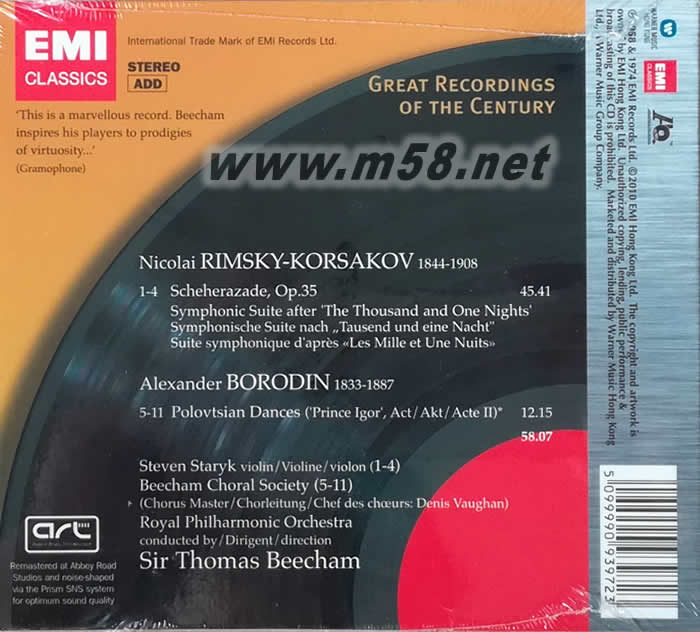 EMI
CLASSICS
International Trade Mark of EMI Records Ltd.
STEREO
ADD
GREAT RECORDINGS
OF THE CENTURY
'This is a marvellous record. Beecham
inspires his players to prodigies
of virtuosity...'
(Gramophone)
www.m58.net
Nicolai RIMSKY-KORSAKOV 1844-1908
1-4 Scheherazade, Op.35 45.41
Symphonic Suite after 'The Thousand and One Nights'
Symphonische Suite nach „Tausend und eine Nacht"
Suite symphonique d'après «Les Mille et Une Nuits»
Alexander BORODIN 1833-1887
5-11 Polovtsian Dances ('Prince Igor', Act/Akt/Acte II)* 12.15
58.07
Steven Staryk violin/Violine/violon (1-4)
Beecham Choral Society (5-11)
(Chorus Master/Chorleitung/Chef des chœurs: Denis Vaughan)
Royal Philharmonic Orchestra
conducted by/Dirigent/direction
Sir Thomas Beecham
art
Remastered at Abbey Road
Studios and noise-shaped
via the Prism SNS system
for optimum sound quality
WARNER MUSIC
EMI
CLASSICS
℗ 1958 & 1974 EMI Records Ltd. ©2010 EMI Hong Kong Ltd. The copyright and artwork is
owned by EMI Hong Kong Ltd. Unauthorized copying, lending, public performance &
broadcasting of this CD is prohibited. Marketed and distributed by Warner Music Hong Kong
Ltd., Warner Music Group Company.
5 099990 939723